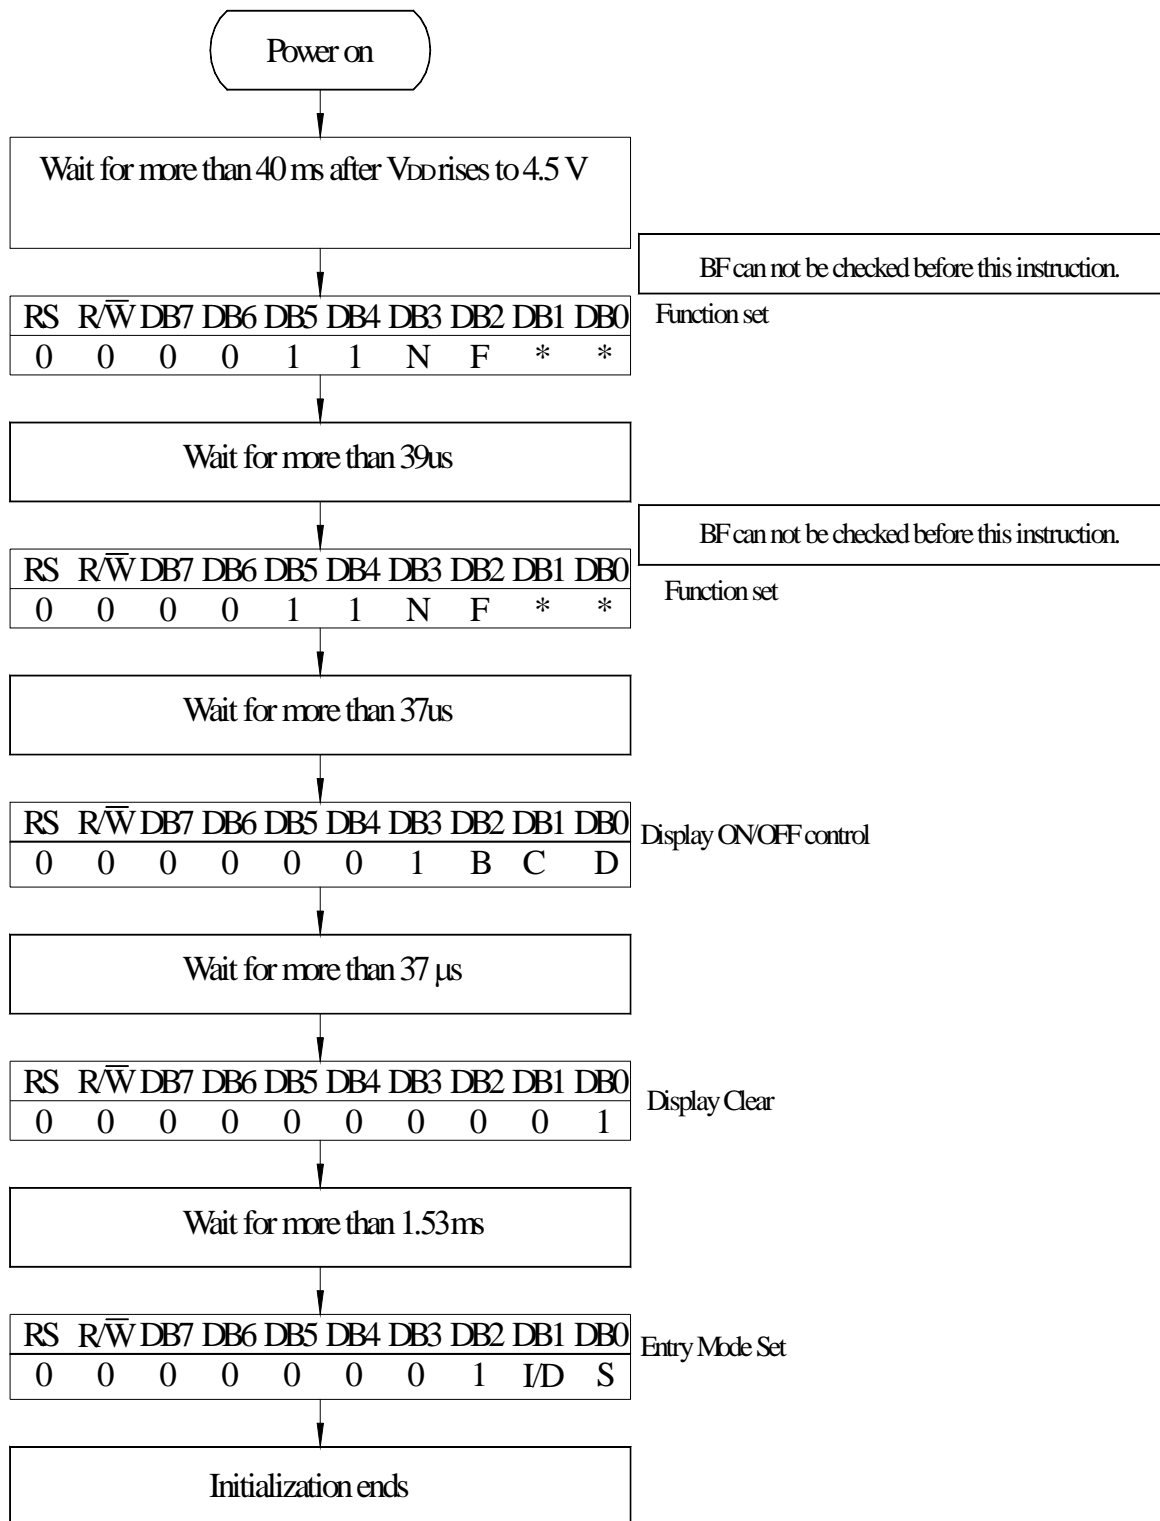 Power on
Wait for more than 40 ms after VDD rises to 4.5 V
BF can not be checked before this instruction.
RS R/W̅ DB7 DB6 DB5 DB4 DB3 DB2 DB1 DB0
Function set
0 0 0 0 1 1 N F * *
Wait for more than 39us
BF can not be checked before this instruction.
RS R/W̅ DB7 DB6 DB5 DB4 DB3 DB2 DB1 DB0
Function set
0 0 0 0 1 1 N F * *
Wait for more than 37us
RS R/W̅ DB7 DB6 DB5 DB4 DB3 DB2 DB1 DB0
Display ON/OFF control
0 0 0 0 0 0 1 B C D
Wait for more than 37 μs
RS R/W̅ DB7 DB6 DB5 DB4 DB3 DB2 DB1 DB0
Display Clear
0 0 0 0 0 0 0 0 0 1
Wait for more than 1.53ms
RS R/W̅ DB7 DB6 DB5 DB4 DB3 DB2 DB1 DB0
Entry Mode Set
0 0 0 0 0 0 0 1 I/D S
Initialization ends